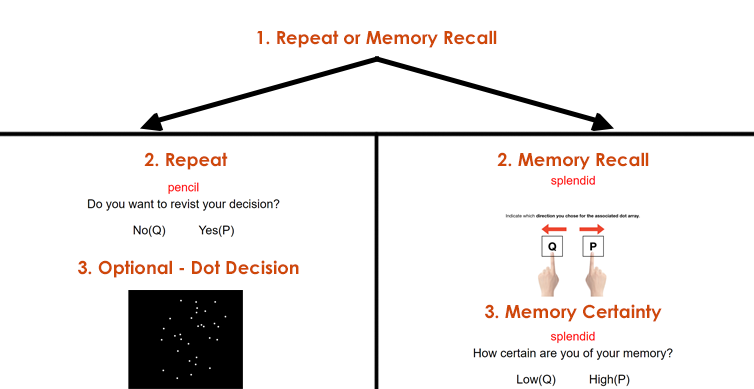 1. Repeat or Memory Recall
2. Repeat
pencil
Do you want to revist your decision?
No(Q) Yes(P)
3. Optional - Dot Decision
2. Memory Recall
splendid
Indicate which direction you chose for the associated dot array.
Q P
3. Memory Certainty
splendid
How certain are you of your memory?
Low(Q) High(P)